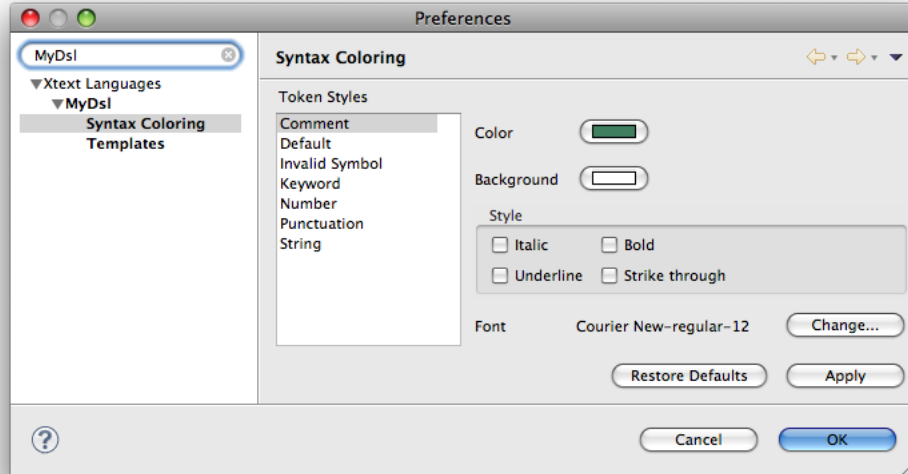 Preferences
MyDsl
Xtext Languages
MyDsl
Syntax Coloring
Templates
Syntax Coloring
Token Styles
Comment
Default
Invalid Symbol
Keyword
Number
Punctuation
String
Color
Background
Style
Italic
Bold
Underline
Strike through
Font
Courier New-regular-12
Change...
Restore Defaults
Apply
?
Cancel
OK